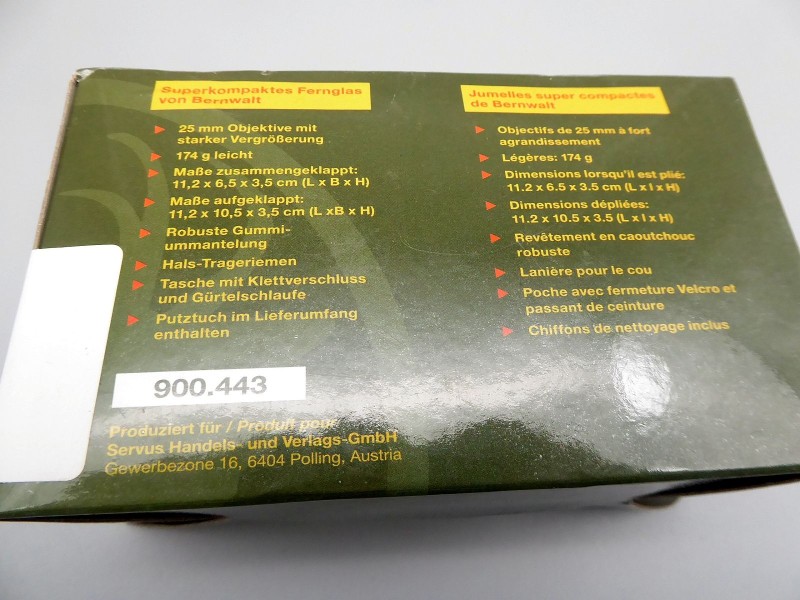 Superkompaktes Fernglas
von Bernwalt
25 mm Objektive mit
starker Vergrößerung
174 g leicht
Maße zusammengeklappt:
11,2 x 6,5 x 3,5 cm (L x B x H)
Maße aufgeklappt:
11,2 x 10,5 x 3,5 cm (L xB x H)
Robuste Gummi-
ummantelung
Hals-Trageriemen
Tasche mit Klettverschluss
und Gürtelschlaufe
Putztuch im Lieferumfang
enthalten
900.443
Produziert für / Produit pour
Servus Handels- und Verlags-GmbH
Gewerbezone 16, 6404 Polling, Austria
Jumelles super compactes
de Bernwalt
Objectifs de 25 mm à fort
agrandissement
Légères: 174 g
Dimensions lorsqu'il est plié:
11.2 x 6.5 x 3.5 cm (L x l x H)
Dimensions dépliées:
11.2 x 10.5 x 3.5 (L x l x H)
Revêtement en caoutchouc
robuste
Lanière pour le cou
Poche avec fermeture Velcro et
passant de ceinture
Chiffons de nettoyage inclus